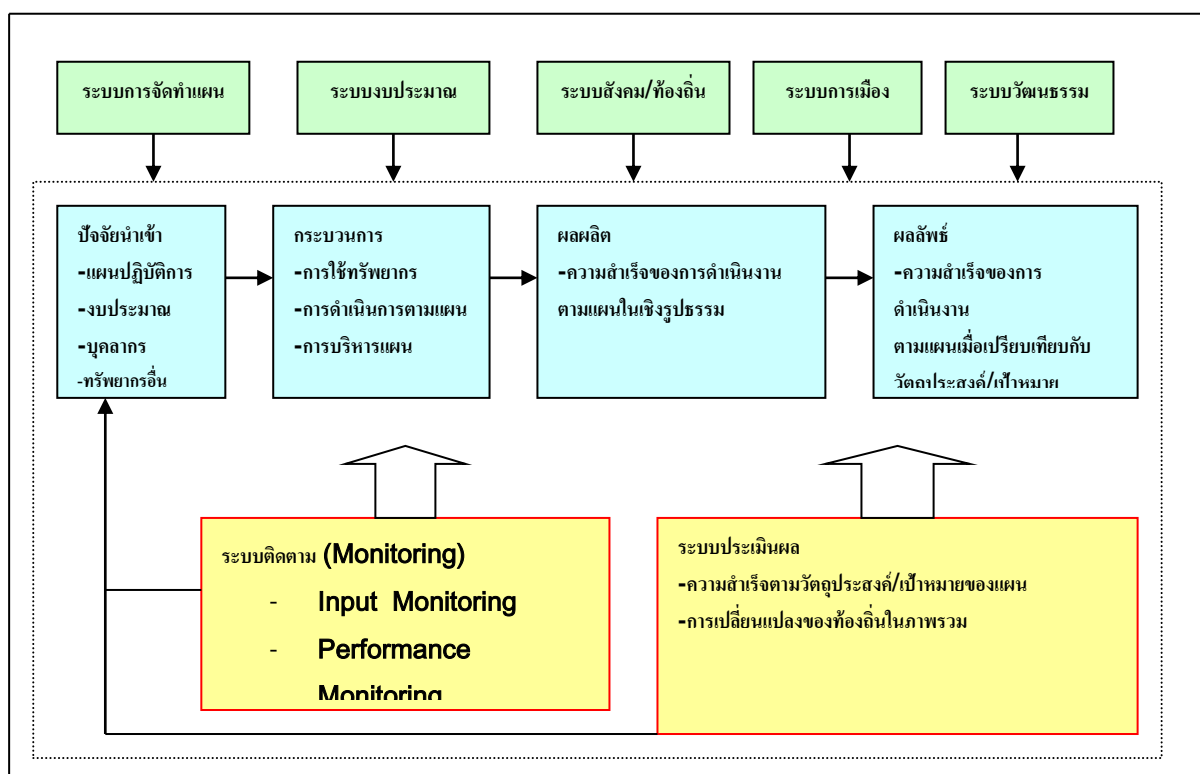 ระบบการจัดทำแผน
ระบบงบประมาณ
ระบบสังคม/ท้องถิ่น
ระบบการเมือง
ระบบวัฒนธรรม
ปัจจัยนำเข้า
-แผนปฏิบัติการ
-งบประมาณ
-บุคลากร
-ทรัพยากรอื่น
กระบวนการ
-การใช้ทรัพยากร
-การดำเนินการตามแผน
-การบริหารแผน
ผลผลิต
-ความสำเร็จของการดำเนินงาน
ตามแผนในเชิงรูปธรรม
ผลลัพธ์
-ความสำเร็จของการ
ดำเนินงาน
ตามแผนเมื่อเปรียบเทียบกับ
วัตถุประสงค์/เป้าหมาย
ระบบติดตาม (Monitoring)
- Input Monitoring
- Performance
Monitoring
ระบบประเมินผล
-ความสำเร็จตามวัตถุประสงค์/เป้าหมายของแผน
-การเปลี่ยนแปลงของท้องถิ่นในภาพรวม